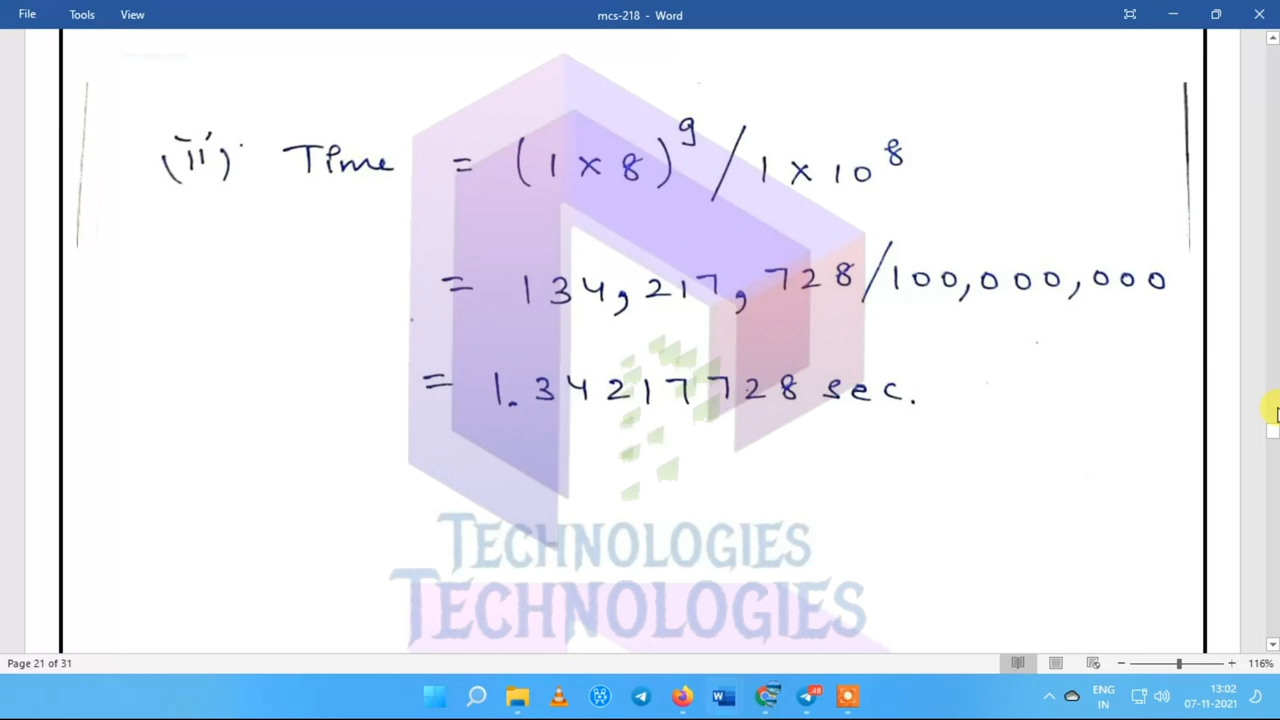 File Tools View mcs-218 - Word
(ii). Time = (1 x 8)^9 / 1 x 10^8
= 134,217,728/100,000,000
= 1.34217728 sec.
TECHNOLOGIES
TECHNOLOGIES
Page 21 of 31 116%
48 ENG 13:02
IN 07-11-2021